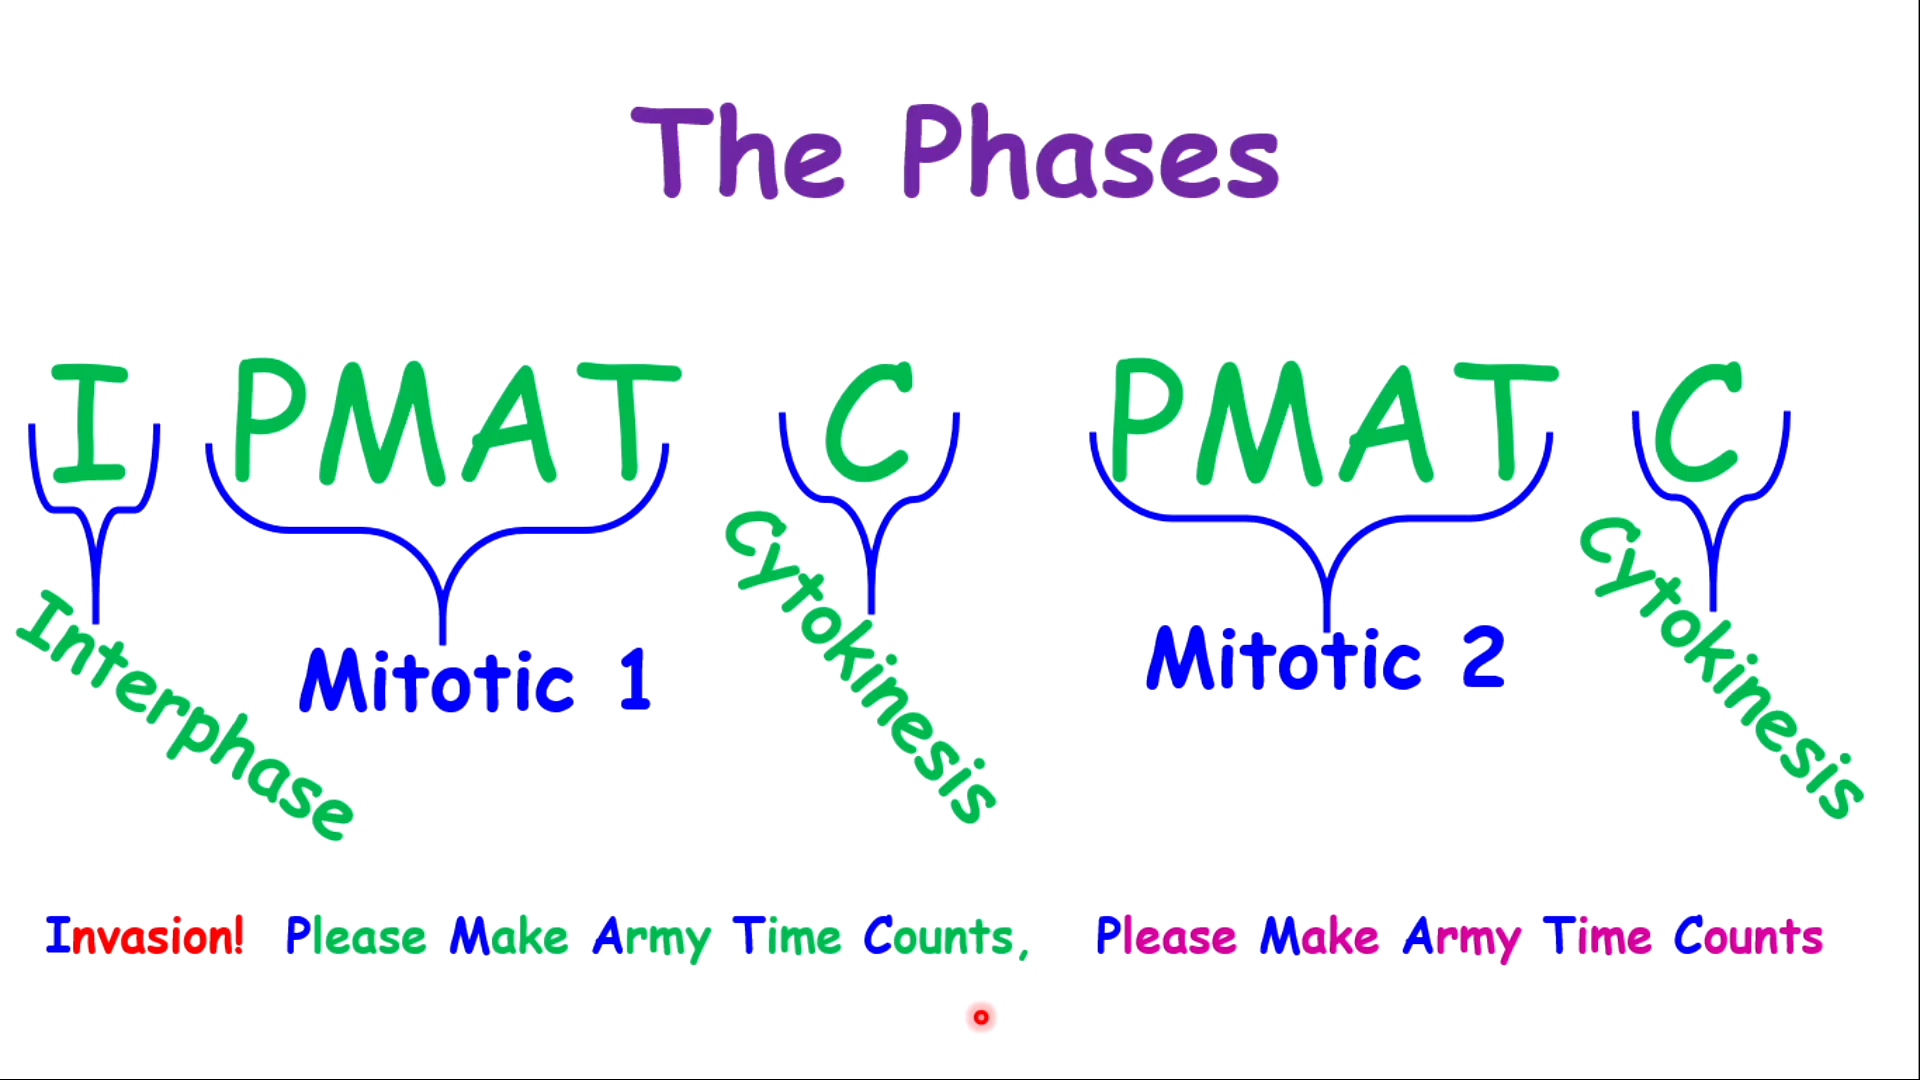 The Phases
I PMAT C PMAT C
Interphase
Mitotic 1
Cytokinesis
Mitotic 2
Cytokinesis
Invasion! Please Make Army Time Counts, Please Make Army Time Counts